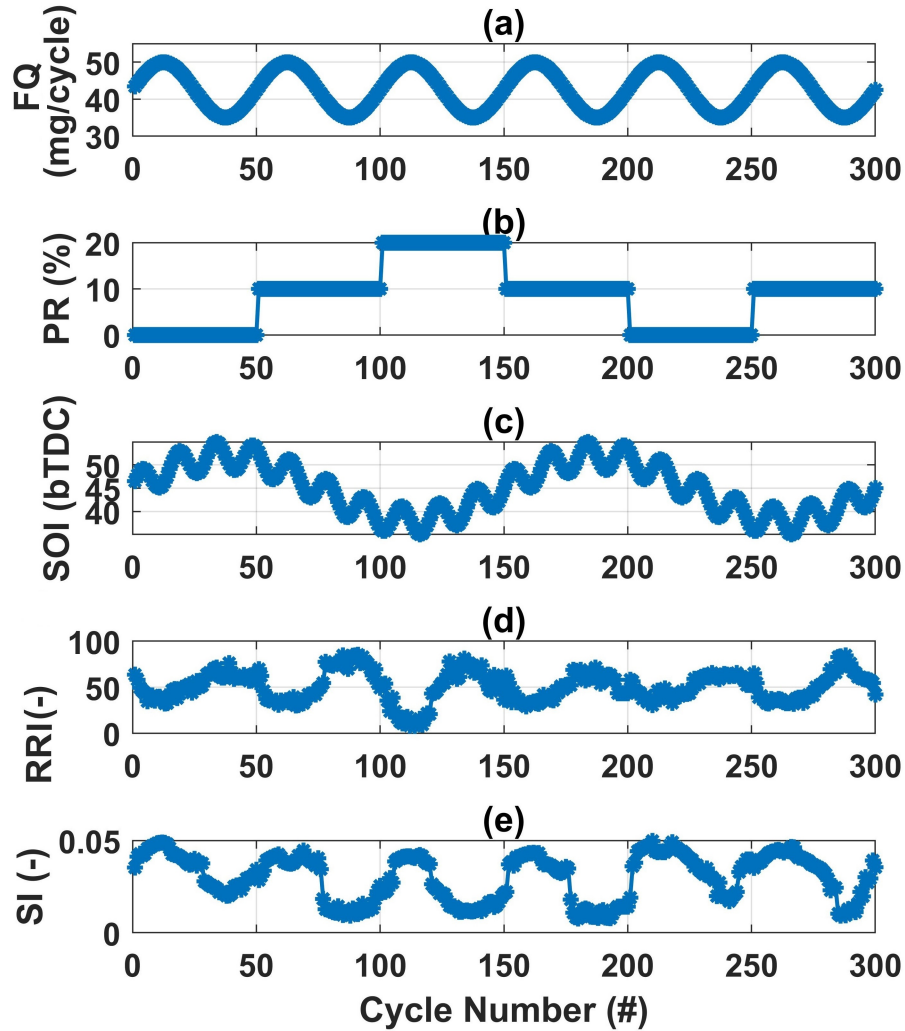 (a)
FQ
(mg/cycle)
50
40
30
0 50 100 150 200 250 300
(b)
PR (%)
20
10
0
0 50 100 150 200 250 300
(c)
SOI (bTDC)
50
45
40
0 50 100 150 200 250 300
(d)
RRI(-)
100
50
0
0 50 100 150 200 250 300
(e)
SI (-)
0.05
0
0 50 100 150 200 250 300
Cycle Number (#)